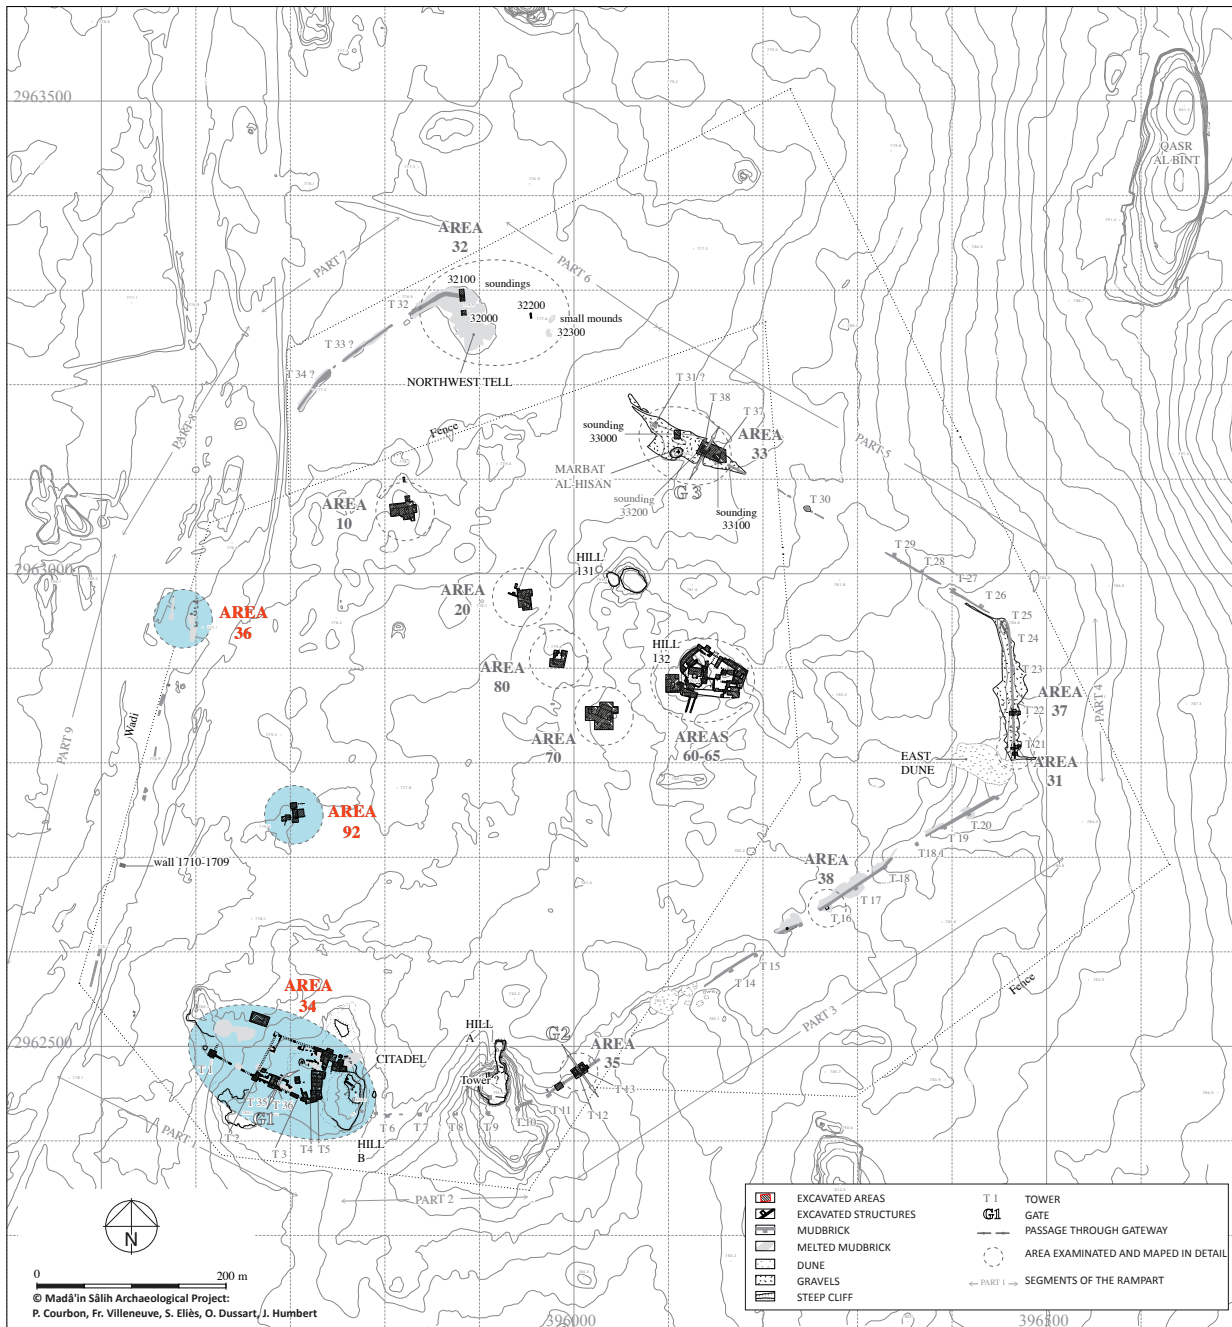 2963500
QASR
AL-BINT
AREA
32
PART 7
PART 6
32100
soundings
T 32
32200
32000
small mounds
32300
T 33 ?
T 34 ?
NORTHWEST TELL
PART 8
T 31 ?
T 38
T 37
Fence
sounding
33000
AREA
33
PART 5
MARBAT
AL-HISAN
G 3
sounding
33200
sounding
33100
AREA
10
T 30
T 29
T 28
T 27
T 26
HILL
131
2963000
AREA
20
T 25
T 24
AREA
36
HILL
132
T 23
AREA
80
AREA
37
PART 4
T 22
Wadi
PART 9
AREA
70
AREAS
60-65
T 21
EAST
DUNE
AREA
31
AREA
92
T 20
T 19
T18.1
wall 1710-1709
AREA
38
T 18
T 17
T 16
T 15
T 14
AREA
34
Fence
PART 3
HILL
A
G2
AREA
35
2962500
CITADEL
T 1
Tower ?
T 13
T 35
T 36
G1
T 12
T 11
T 10
T 9
T 8
T 7
T 6
T 2
T 3
T4
T5
HILL
B
PART 1
PART 2
N
0
200 m
© Madâ'in Sâlih Archaeological Project:
P. Courbon, Fr. Villeneuve, S. Eliès, O. Dussart, J. Humbert
396000
396500
EXCAVATED AREAS
EXCAVATED STRUCTURES
MUDBRICK
MELTED MUDBRICK
DUNE
GRAVELS
STEEP CLIFF
T 1 TOWER
G1 GATE
PASSAGE THROUGH GATEWAY
AREA EXAMINATED AND MAPED IN DETAIL
PART 1 SEGMENTS OF THE RAMPART